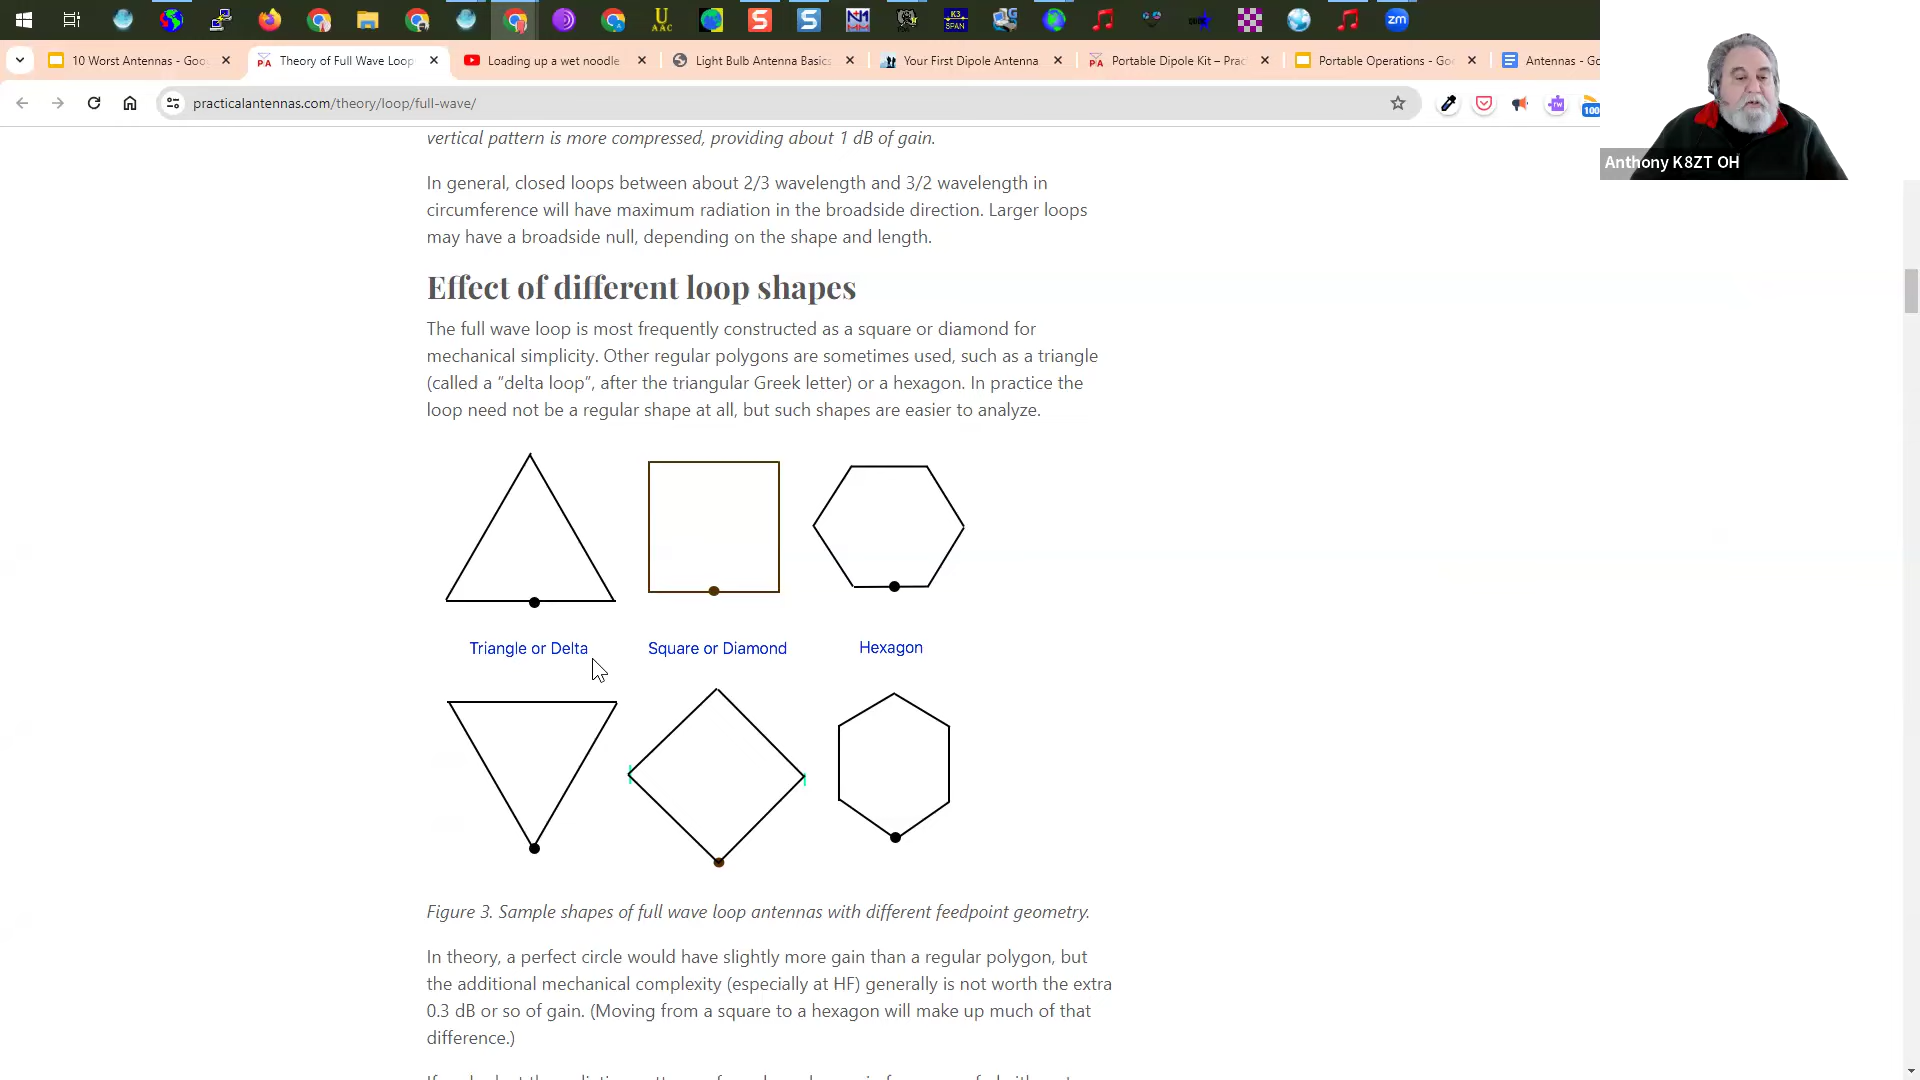 U
AAC
S
S
N1
MM
K3
SPAN
zm
10 Worst Antennas - Goo
Theory of Full Wave Loop
Loading up a wet noodle
Light Bulb Antenna Basics
Your First Dipole Antenna
Portable Dipole Kit – Prac
Portable Operations - Go
Antennas - Go
practicalantennas.com/theory/loop/full-wave/
100
Anthony K8ZT OH
vertical pattern is more compressed, providing about 1 dB of gain.
In general, closed loops between about 2/3 wavelength and 3/2 wavelength in
circumference will have maximum radiation in the broadside direction. Larger loops
may have a broadside null, depending on the shape and length.
Effect of different loop shapes
The full wave loop is most frequently constructed as a square or diamond for
mechanical simplicity. Other regular polygons are sometimes used, such as a triangle
(called a “delta loop”, after the triangular Greek letter) or a hexagon. In practice the
loop need not be a regular shape at all, but such shapes are easier to analyze.
Triangle or Delta
Square or Diamond
Hexagon
Figure 3. Sample shapes of full wave loop antennas with different feedpoint geometry.
In theory, a perfect circle would have slightly more gain than a regular polygon, but
the additional mechanical complexity (especially at HF) generally is not worth the extra
0.3 dB or so of gain. (Moving from a square to a hexagon will make up much of that
difference.)